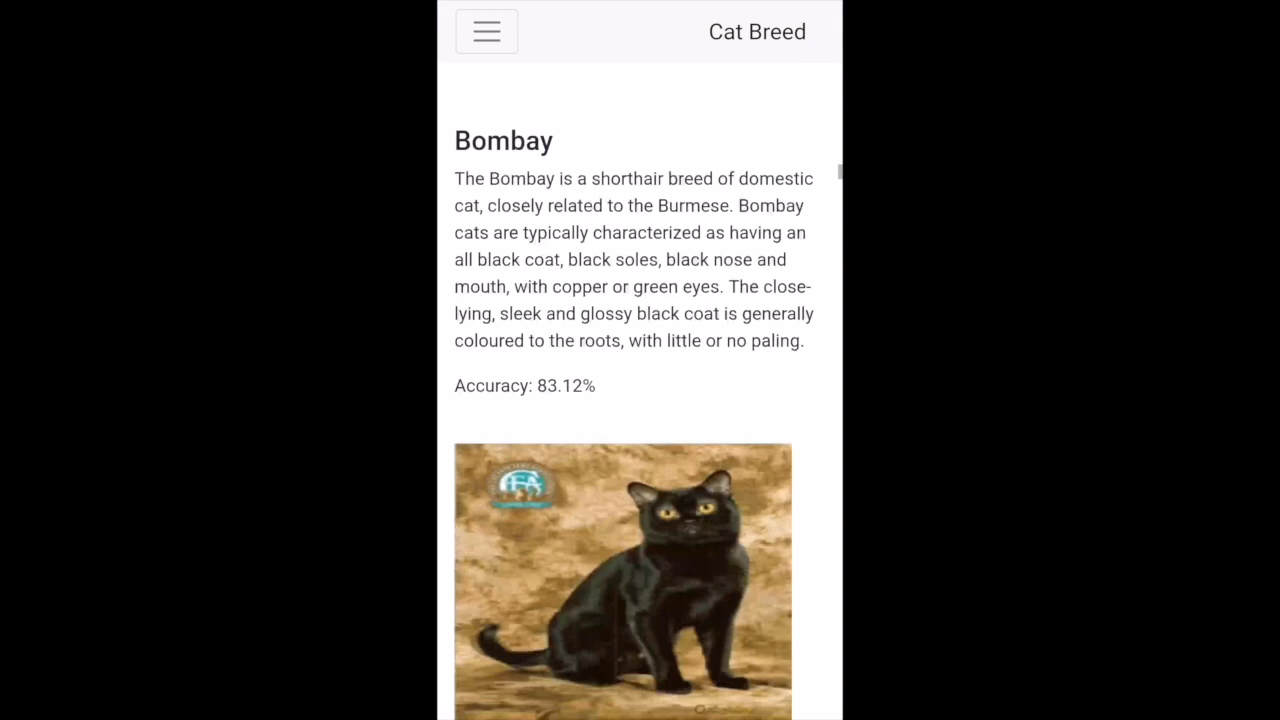 Cat Breed
Bombay
The Bombay is a shorthair breed of domestic
cat, closely related to the Burmese. Bombay
cats are typically characterized as having an
all black coat, black soles, black nose and
mouth, with copper or green eyes. The close-
lying, sleek and glossy black coat is generally
coloured to the roots, with little or no paling.
Accuracy: 83.12%
CFA